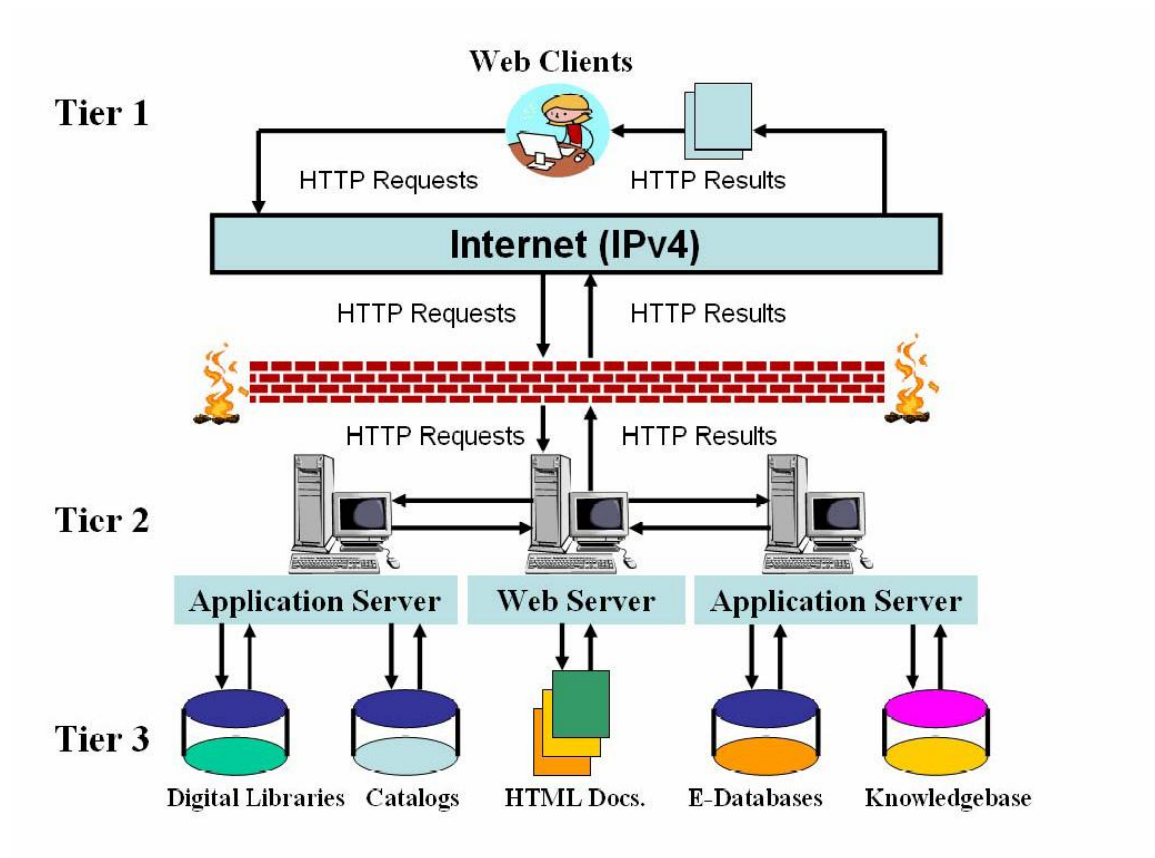 Web Clients
Tier 1
HTTP Requests
HTTP Results
Internet (IPv4)
HTTP Requests
HTTP Results
HTTP Requests
HTTP Results
Tier 2
Application Server
Web Server
Application Server
Tier 3
Digital Libraries
Catalogs
HTML Docs.
E-Databases
Knowledgebase